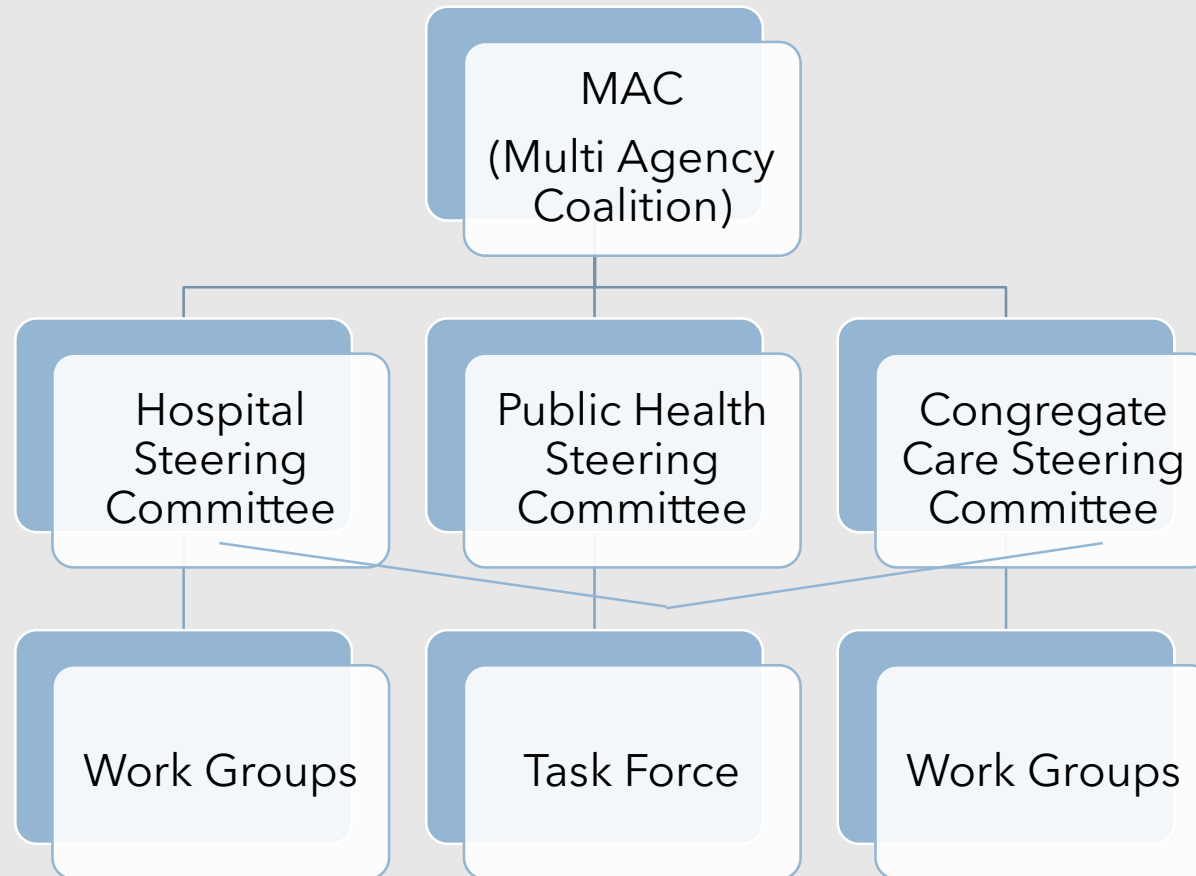 MAC
(Multi Agency
Coalition)
Hospital
Steering
Committee
Public Health
Steering
Committee
Congregate
Care Steering
Committee
Work Groups
Task Force
Work Groups